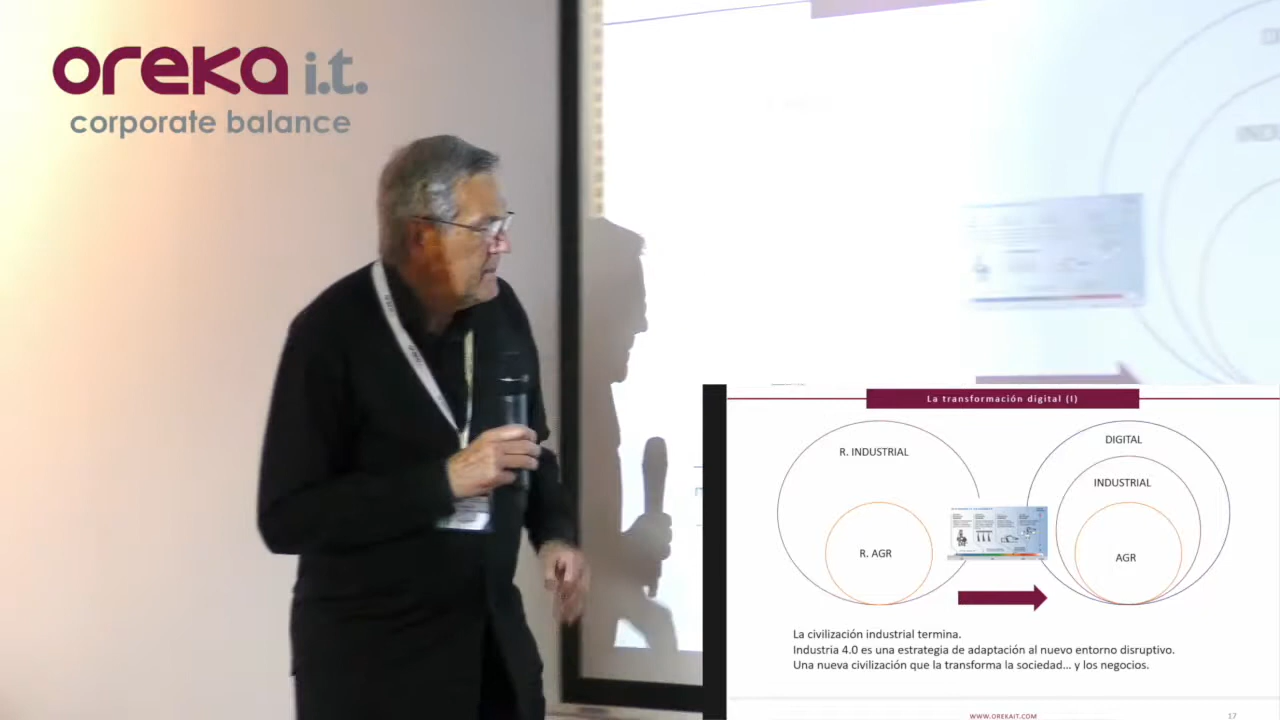 oreka i.t.
corporate balance
La transformación digital (I)
R. INDUSTRIAL
R. AGR
DIGITAL
INDUSTRIAL
AGR
La civilización industrial termina.
Industria 4.0 es una estrategia de adaptación al nuevo entorno disruptivo.
Una nueva civilización que la transforma la sociedad... y los negocios.
WWW.OREKAIT.COM
17